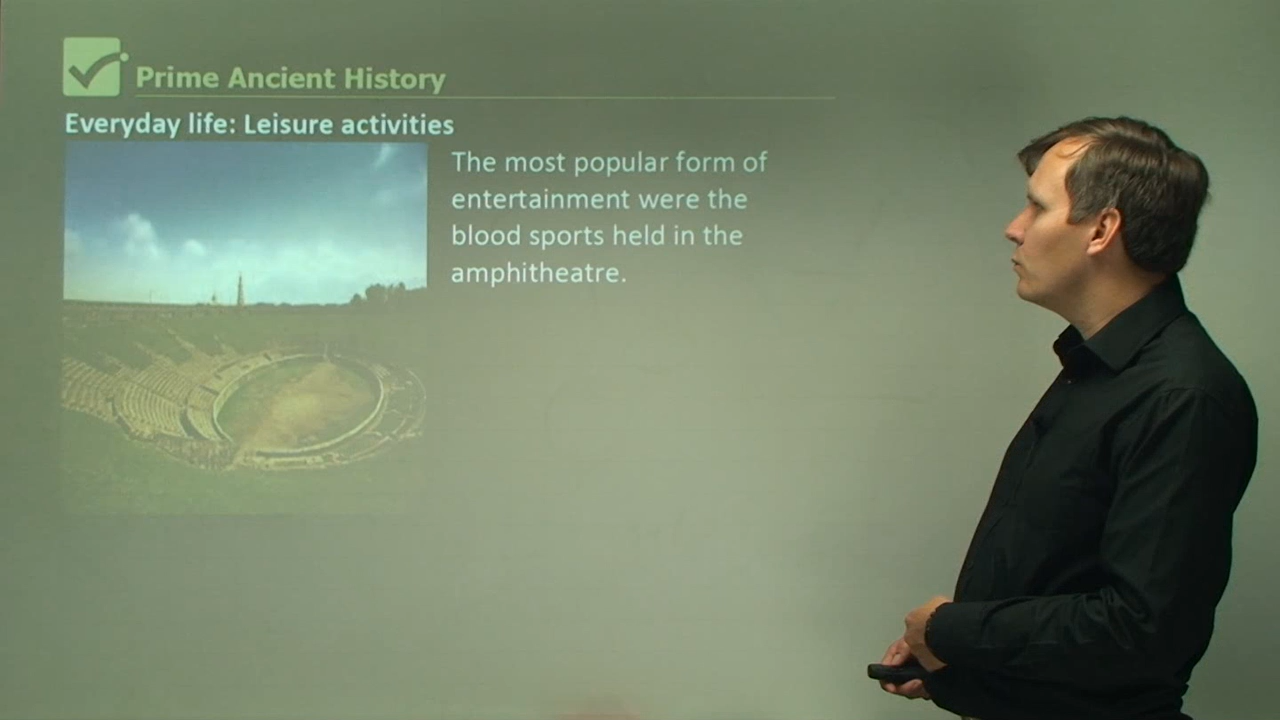 Prime Ancient History
Everyday life: Leisure activities
The most popular form of
entertainment were the
blood sports held in the
amphitheatre.